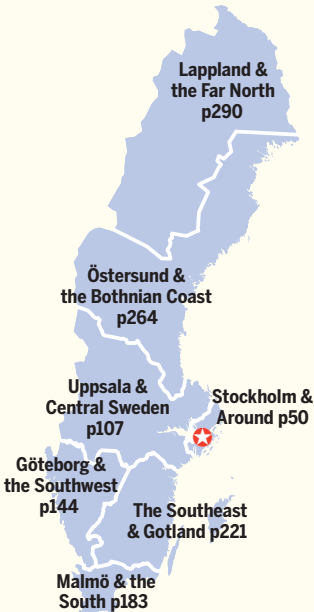 Lappland &
the Far North
p290
Östersund &
the Bothnian Coast
p264
Uppsala &
Central Sweden
p107
Stockholm &
Around p50
Göteborg &
the Southwest
p144
The Southeast
& Gotland p221
Malmö & the
South p183